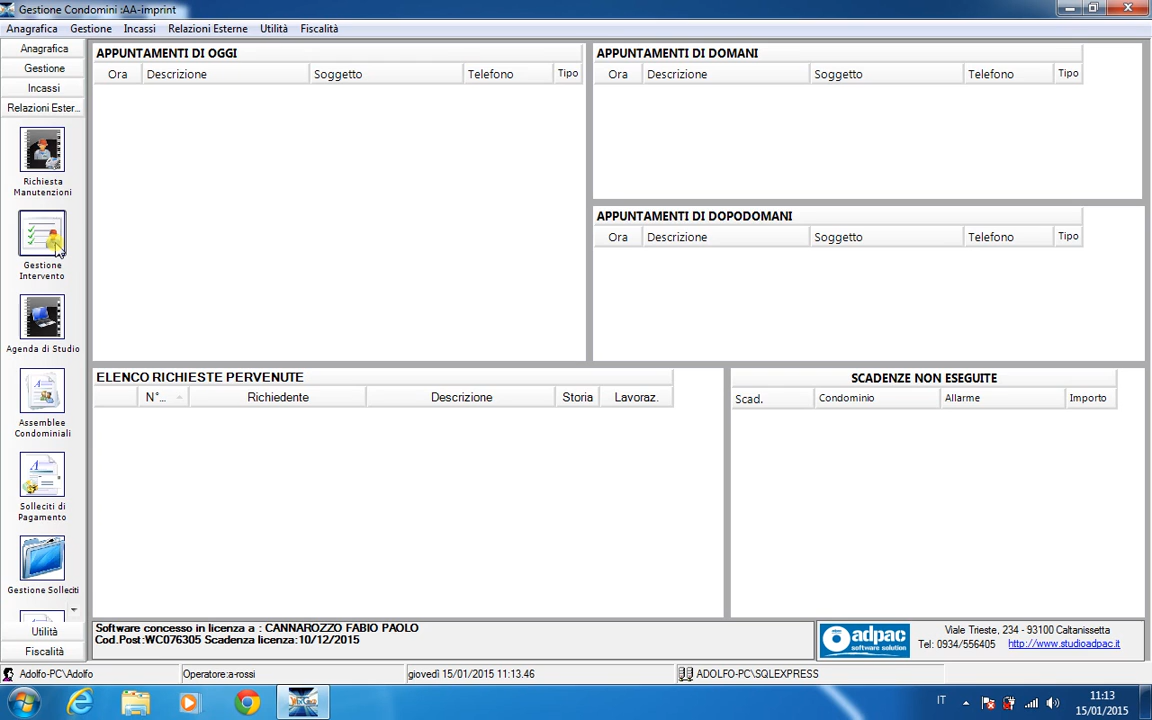 Gestione Condomini :AA-imprint
Anagrafica Gestione Incassi Relazioni Esterne Utilità Fiscalità
Anagrafica
Gestione
Incassi
Relazioni Ester...
Richiesta
Manutenzioni
Gestione
Intervento
Agenda di Studio
Assemblee
Condominiali
Solleciti di
Pagamento
Gestione Solleciti
Utilità
Fiscalità
APPUNTAMENTI DI OGGI
Ora Descrizione Soggetto Telefono Tipo
APPUNTAMENTI DI DOMANI
Ora Descrizione Soggetto Telefono Tipo
APPUNTAMENTI DI DOPODOMANI
Ora Descrizione Soggetto Telefono Tipo
ELENCO RICHIESTE PERVENUTE
N°... Richiedente Descrizione Storia Lavoraz.
SCADENZE NON ESEGUITE
Scad. Condominio Allarme Importo
Software concesso in licenza a : CANNAROZZO FABIO PAOLO
Cod.Post:WC076305 Scadenza licenza:10/12/2015
adpac
software solution
Viale Trieste, 234 - 93100 Caltanissetta
Tel: 0934/556405 http://www.studioadpac.it
Adolfo-PC\Adolfo Operatore:a-rossi giovedì 15/01/2015 11:13.46 ADOLFO-PC\SQLEXPRESS
IT
11:13
15/01/2015